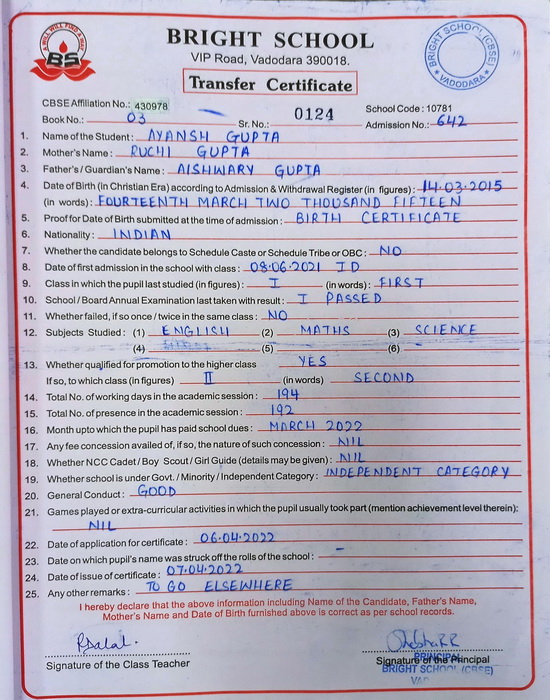 A WILL WILL FIND A WAY
BS
BRIGHT SCHOOL
VIP Road, Vadodara 390018.
BRIGHT SCHOOL (CBSE)
VADODARA
Transfer Certificate
CBSE Affiliation No.: 430978
School Code : 10781
Book No.: 03 Sr. No.: 0124 Admission No.: 642
1. Name of the Student : AYANSH GUPTA
2. Mother's Name : RUCHI GUPTA
3. Father's / Guardian's Name : AISHWARY GUPTA
4. Date of Birth (in Christian Era) according to Admission & Withdrawal Register (in figures) : 14.03.2015
(in words) : FOURTEENTH MARCH TWO THOUSAND FIFTEEN
5. Proof for Date of Birth submitted at the time of admission : BIRTH CERTIFICATE
6. Nationality : INDIAN
7. Whether the candidate belongs to Schedule Caste or Schedule Tribe or OBC : NO
8. Date of first admission in the school with class : 08.06.2021 I D
9. Class in which the pupil last studied (in figures) : I (in words) : FIRST
10. School / Board Annual Examination last taken with result : I PASSED
11. Whether failed, if so once / twice in the same class : NO
12. Subjects Studied : (1) ENGLISH (2) MATHS (3) SCIENCE
(4) (5) (6)
13. Whether qualified for promotion to the higher class YES
If so, to which class (in figures) II (in words) SECOND
14. Total No. of working days in the academic session : 194
15. Total No. of presence in the academic session : 192
16. Month upto which the pupil has paid school dues : MARCH 2022
17. Any fee concession availed of, if so, the nature of such concession : NIL
18. Whether NCC Cadet / Boy Scout / Girl Guide (details may be given) : NIL
19. Whether school is under Govt. / Minority / Independent Category : INDEPENDENT CATEGORY
20. General Conduct : GOOD
21. Games played or extra-curricular activities in which the pupil usually took part (mention achievement level therein):
NIL
22. Date of application for certificate : 06.04.2022
23. Date on which pupil's name was struck off the rolls of the school : –
24. Date of issue of certificate : 07.04.2022
25. Any other remarks : TO GO ELSEWHERE
I hereby declare that the above information including Name of the Candidate, Father's Name,
Mother's Name and Date of Birth furnished above is correct as per school records.
Signature of the Class Teacher
Signature of the Principal
PRINCIPAL
BRIGHT SCHOOL (CBSE)